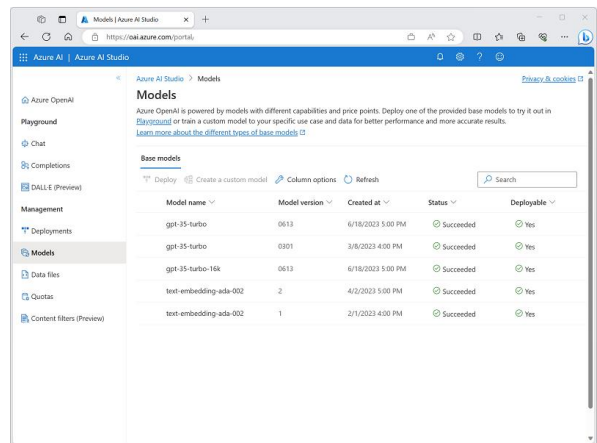 Models | Azure AI Studio
https://oai.azure.com/portal/
Azure AI | Azure AI Studio
Azure AI Studio > Models
Privacy & cookies
Azure OpenAI
Models
Azure OpenAI is powered by models with different capabilities and price points. Deploy one of the provided base models to try it out in
Playground or train a custom model to your specific use case and data for better performance and more accurate results.
Learn more about the different types of base models
Playground
Chat
Completions
DALL·E (Preview)
Management
Deployments
Models
Data files
Quotas
Content filters (Preview)
Base models
Deploy Create a custom model Column options Refresh Search
Model name Model version Created at Status Deployable
gpt-35-turbo 0613 6/18/2023 5:00 PM Succeeded Yes
gpt-35-turbo 0301 3/8/2023 4:00 PM Succeeded Yes
gpt-35-turbo-16k 0613 6/18/2023 5:00 PM Succeeded Yes
text-embedding-ada-002 2 4/2/2023 5:00 PM Succeeded Yes
text-embedding-ada-002 1 2/1/2023 4:00 PM Succeeded Yes